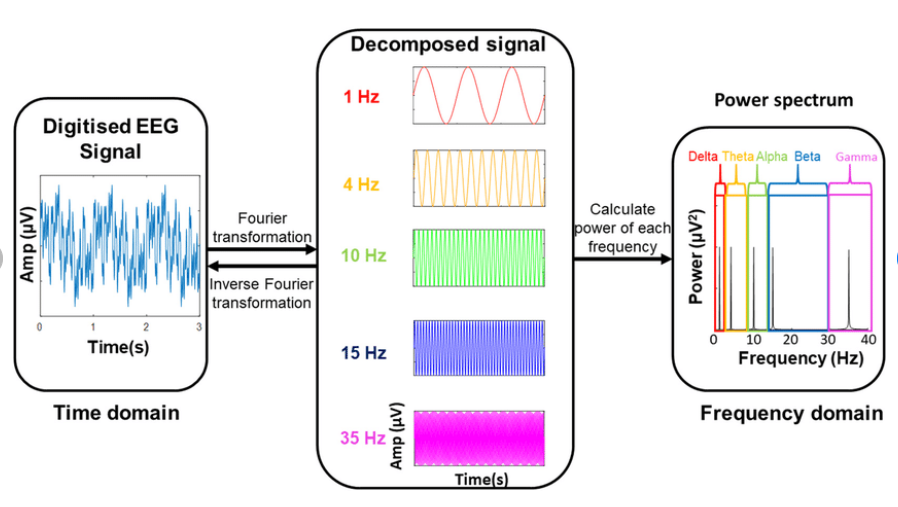 Digitised EEG
Signal
Amp (µV)
0 1 2 3
Time(s)
Time domain
Fourier
transformation
Inverse Fourier
transformation
Decomposed signal
1 Hz
4 Hz
10 Hz
15 Hz
35 Hz
Amp (µV)
Time(s)
Calculate
power of each
frequency
Power spectrum
Delta Theta Alpha Beta Gamma
Power (µV²)
0 10 20 30 40
Frequency (Hz)
Frequency domain